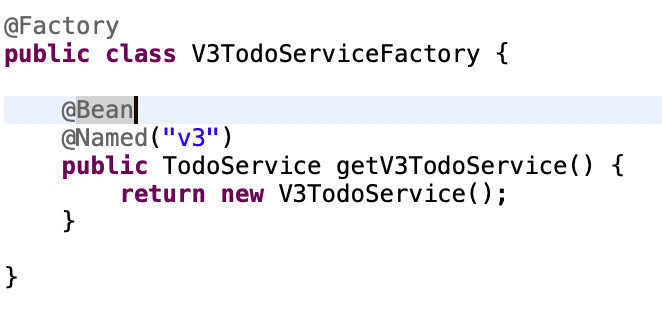 @Factory
public class V3TodoServiceFactory {
@Bean
@Named("v3")
public TodoService getV3TodoService() {
return new V3TodoService();
}
}